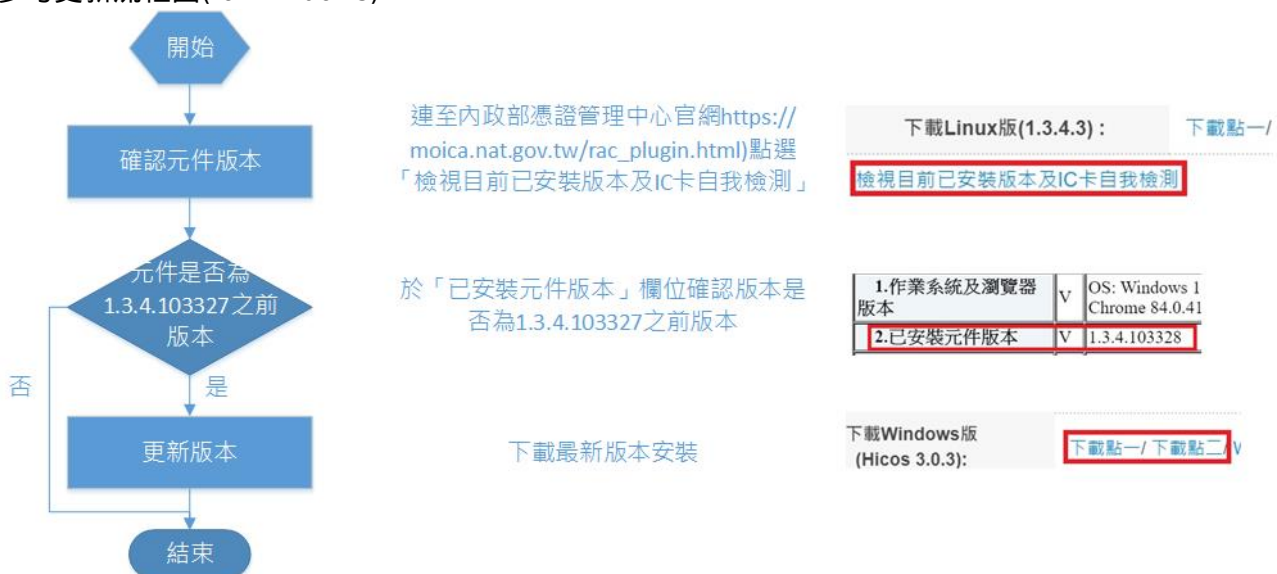 開始
確認元件版本
連至內政部憑證管理中心官網https://
moica.nat.gov.tw/rac_plugin.html)點選
「檢視目前已安裝版本及IC卡自我檢測」
下載Linux版(1.3.4.3) :
下載點一/
檢視目前已安裝版本及IC卡自我檢測
元件是否為
1.3.4.103327之前
版本
於「已安裝元件版本」欄位確認版本是
否為1.3.4.103327之前版本
1.作業系統及瀏覽器
版本
V
OS: Windows 1
Chrome 84.0.41
2.已安裝元件版本
V
1.3.4.103328
否
是
更新版本
下載最新版本安裝
下載Windows版
(Hicos 3.0.3):
下載點一/ 下載點二/
結束